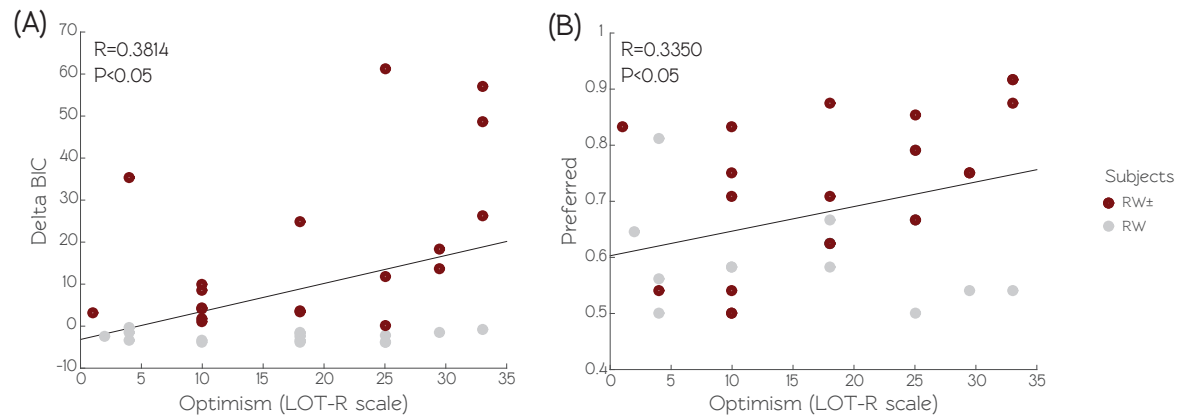 (A)
R=0.3814
P<0.05
Delta BIC
70
60
50
40
30
20
10
0
-10
0 5 10 15 20 25 30 35
Optimism (LOT-R scale)
(B)
R=0.3350
P<0.05
Preferred
1
0.9
0.8
0.7
0.6
0.5
0.4
0 5 10 15 20 25 30 35
Optimism (LOT-R scale)
Subjects
RW±
RW